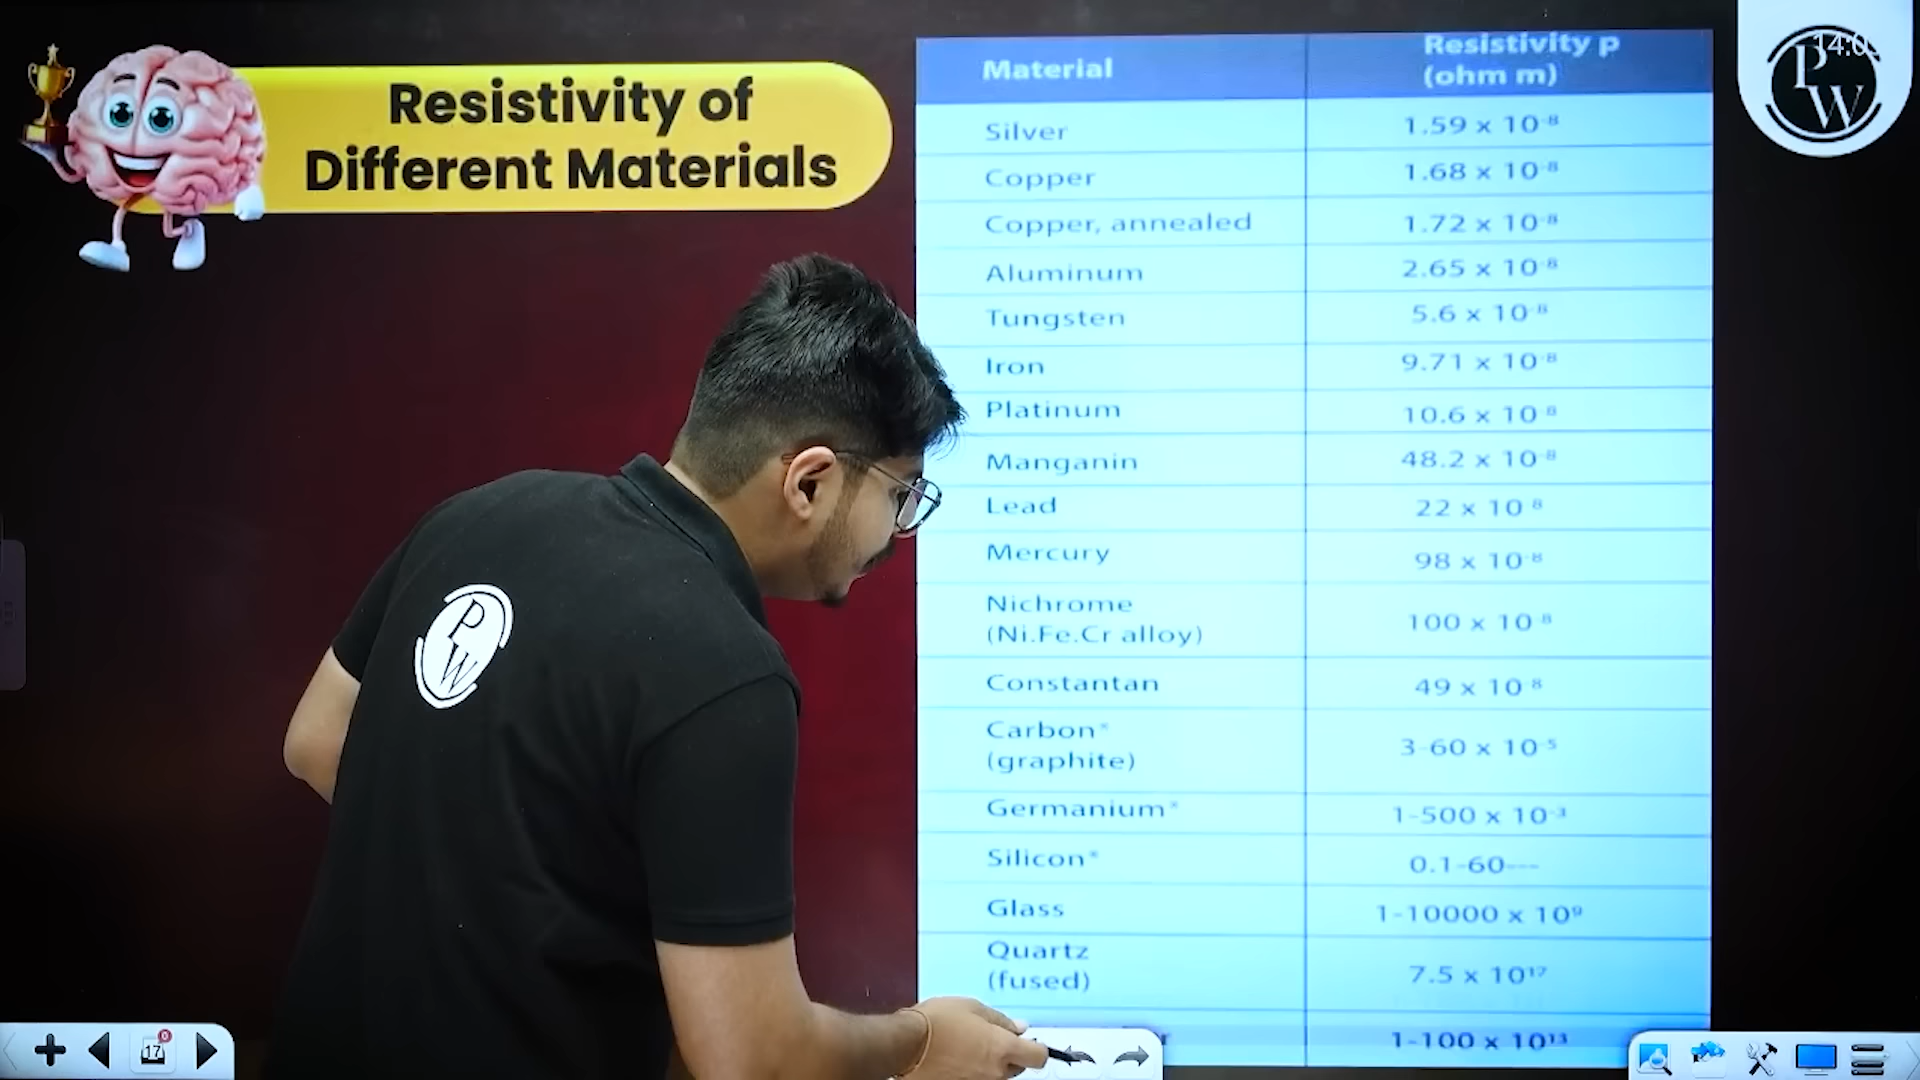 Resistivity of
Different Materials
Material
Resistivity p
(ohm m)
Silver
1.59 x 10⁻⁸
Copper
1.68 x 10⁻⁸
Copper, annealed
1.72 x 10⁻⁸
Aluminum
2.65 x 10⁻⁸
Tungsten
5.6 x 10⁻⁸
Iron
9.71 x 10⁻⁸
Platinum
10.6 x 10⁻⁸
Manganin
48.2 x 10⁻⁸
Lead
22 x 10⁻⁸
Mercury
98 x 10⁻⁸
Nichrome
(Ni.Fe.Cr alloy)
100 x 10⁻⁸
Constantan
49 x 10⁻⁸
Carbon*
(graphite)
3-60 x 10⁻⁵
Germanium*
1-500 x 10⁻³
Silicon*
0.1-60---
Glass
1-10000 x 10⁹
Quartz
(fused)
7.5 x 10¹⁷
1-100 x 10¹³
PW
14:0
P
W
17
0